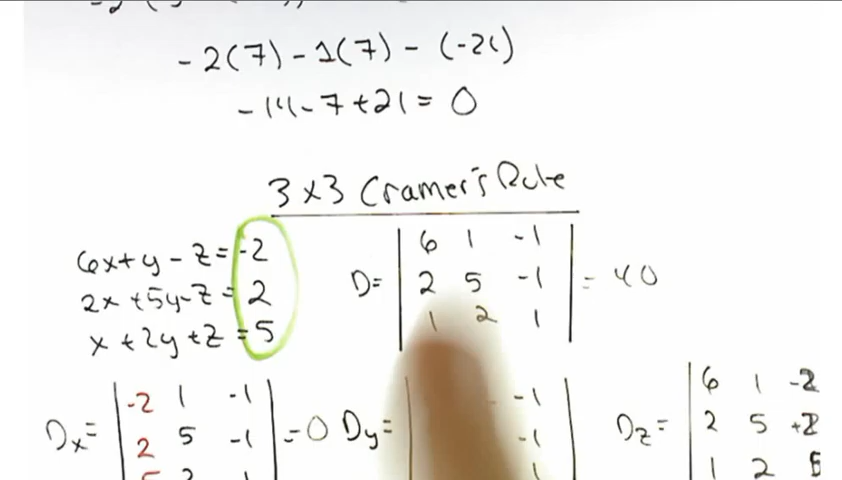 -2(7) - 1(7) - (-21)
-14 - 7 + 21 = 0
3x3 Cramer's Rule
6x + y - z = -2
2x + 5y - z = 2
x + 2y + z = 5
D = | 6 1 -1 |
| 2 5 -1 | = 40
| 1 2 1 |
Dx = | -2 1 -1 |
| 2 5 -1 | = 0
Dy = -1
-1
Dz = | 6 1 -2
2 5 +2
1 2 5